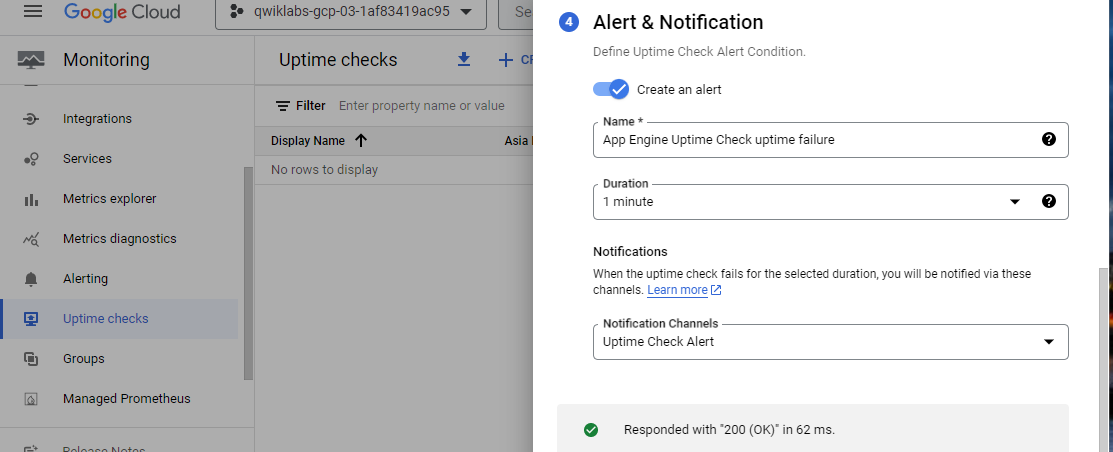 Google Cloud
qwiklabs-gcp-03-1af83419ac95
Se
Monitoring
Integrations
Services
Metrics explorer
Metrics diagnostics
Alerting
Uptime checks
Groups
Managed Prometheus
Release Notes
Uptime checks
CR
Filter
Enter property name or value
Display Name
Asia
No rows to display
4
Alert & Notification
Define Uptime Check Alert Condition.
Create an alert
Name *
App Engine Uptime Check uptime failure
Duration
1 minute
Notifications
When the uptime check fails for the selected duration, you will be notified via these
channels. Learn more
Notification Channels
Uptime Check Alert
Responded with "200 (OK)" in 62 ms.